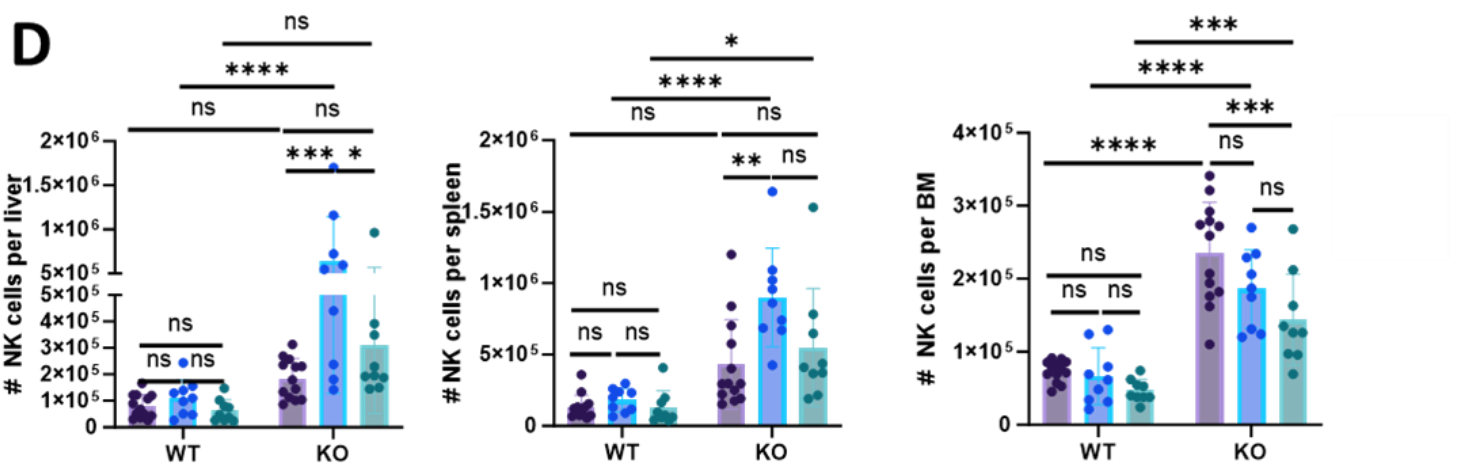 D
ns
****
ns
ns
*** *
# NK cells per liver
2×10⁶
1.5×10⁶
1×10⁶
5×10⁵
5×10⁵
4×10⁵
3×10⁵
2×10⁵
1×10⁵
0
ns
ns ns
WT
KO
*
****
ns
ns
**
ns
# NK cells per spleen
2×10⁶
1.5×10⁶
1×10⁶
5×10⁵
0
ns
ns
ns
WT
KO
***
****
***
****
ns
ns
# NK cells per BM
4×10⁵
3×10⁵
2×10⁵
1×10⁵
0
ns
ns
ns
WT
KO